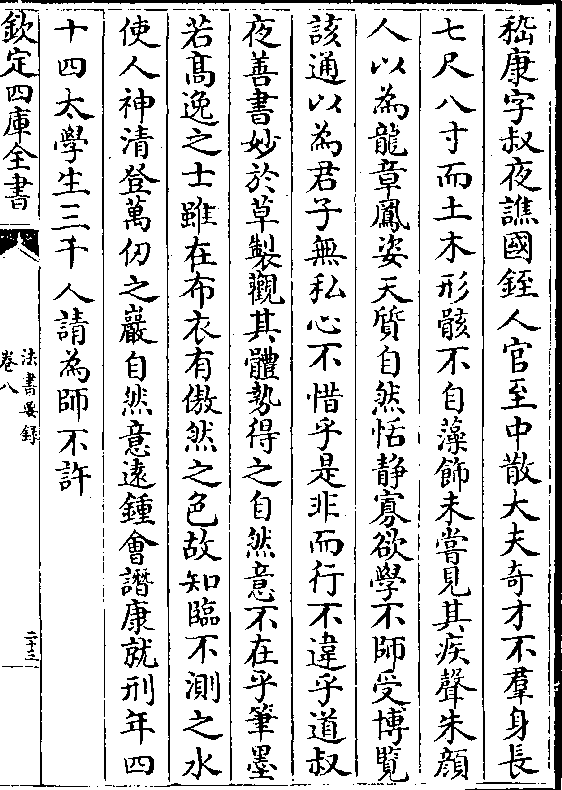 嵇康字叔夜譙國銍人官至中散大夫奇才不羣身長
七尺八寸而土木形骸不自藻飾未嘗見其疾聲朱顔
人以為龍章鳳姿天質自然恬静寡欲學不師受博覧
該通以為君子無私心不惜乎是非而行不違乎道叔
夜善書妙於草製觀其體勢得之自然意不在乎筆墨
若髙逸之士雖在布衣有傲然之色故知臨不測之水
使人神清登萬仞之巖自然意逺鍾會譖康就刑年四
十四太學生三千人請為師不許
欽定四庫全書
法書要録
卷八
二十三